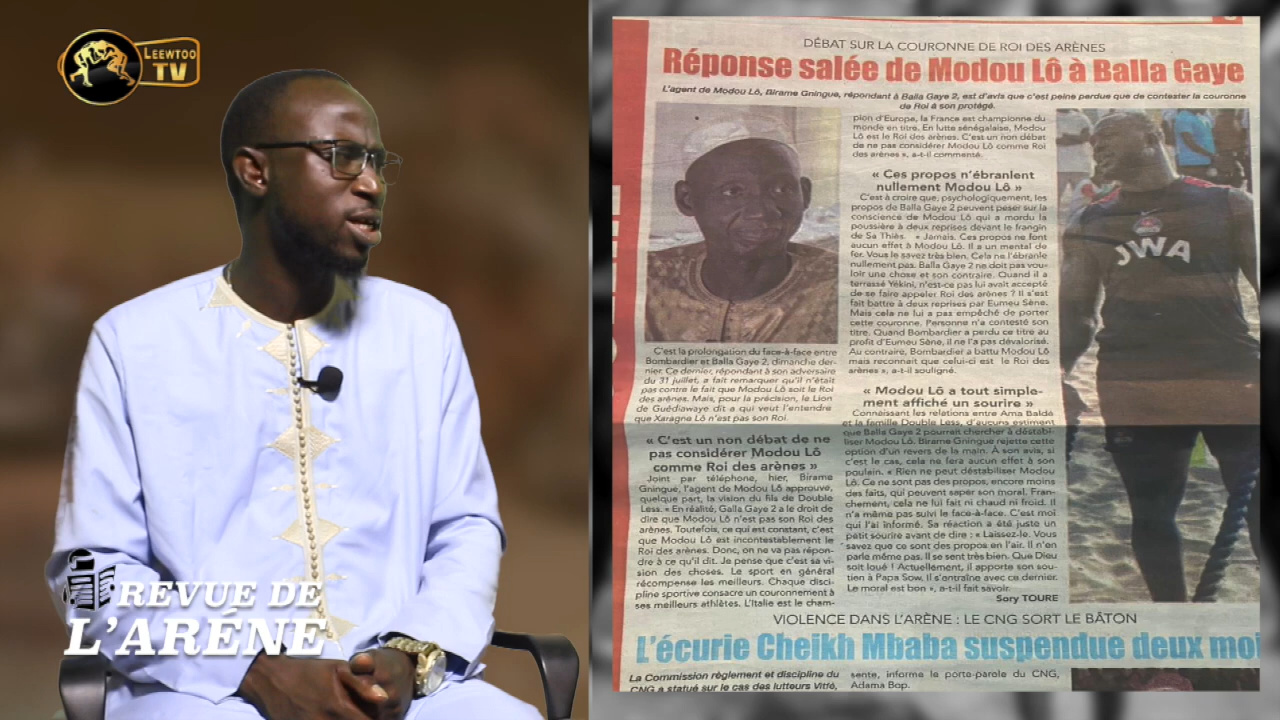 LEEWTOO
TV
REVUE DE
L'ARÉNE
DÉBAT SUR LA COURONNE DE ROI DES ARÈNES
Réponse salée de Modou Lô à Balla Gaye
L'agent de Modou Lô, Birame Gningue, répondant à Balla Gaye 2, est d'avis que c'est peine perdue que de contester la couronne
de Roi à son protégé.
C'est la prolongation du face-à-face entre
Bombardier et Balla Gaye 2, dimanche der-
nier. Ce dernier, répondant à son adversaire
du 31 juillet, a fait remarquer qu'il n'était
pas contre le fait que Modou Lô soit le Roi
des arènes. Mais, pour la précision, le Lion
de Guédiawaye dit a qui veut l'entendre
que Xaragne Lô n'est pas son Roi.
« C'est un non débat de ne
pas considérer Modou Lô
comme Roi des arènes »
Joint par téléphone, hier, Birame
Gningue, l'agent de Modou Lô approuve,
quelque part, la vision du fils de Double
Less. « En réalité, Galla Gaye 2 a le droit de
dire que Modou Lô n'est pas son Roi des
arènes. Toutefois, ce qui est constant, c'est
que Modou Lô est incontestablement le
Roi des arènes. Donc, on ne va pas répon-
dre à ce qu'il dit. Je pense que c'est sa vi-
sion des choses. Le sport en général
récompense les meilleurs. Chaque disci-
pline sportive consacre un couronnement à
ses meilleurs athlètes. L'Italie est le cham-
pion d'Europe, la France est championne du
monde en titre. En lutte sénégalaise, Modou
Lô est le Roi des arènes. C'est un non débat
de ne pas considérer Modou Lô comme Roi
des arènes », a-t-il commenté.
« Ces propos n'ébranlent
nullement Modou Lô »
C'est à croire que, psychologiquement, les
propos de Balla Gaye 2 peuvent peser sur la
conscience de Modou Lô qui a mordu la
poussière à deux reprises devant le frangin
de Sa Thiès. « Jamais. Ces propos ne font
aucun effet à Modou Lô. Il a un mental de
fer. Vous le savez très bien. Cela ne l'ébranle
nullement pas. Balla Gaye 2 ne doit pas vou-
loir une chose et son contraire. Quand il a
terrassé Yékini, n'est-ce pas lui avait accepté
de se faire appeler Roi des arènes ? Il s'est
fait battre à deux reprises par Eumeu Sène.
Mais cela ne lui a pas empêché de porter
cette couronne. Personne n'a contesté son
titre. Quand Bombardier a perdu ce titre au
profit d'Eumeu Sène, il ne l'a pas dévalorisé.
Au contraire, Bombardier a battu Modou Lô
mais reconnait que celui-ci est le Roi des
arènes », a-t-il souligné.
« Modou Lô a tout simple-
ment affiché un sourire »
Connaissant les relations entre Ama Baldé
et la famille Double Less, d'aucuns estiment
que Balla Gaye 2 pourrait chercher à déstabi-
liser Modou Lô. Birame Gningue rejette cette
option d'un revers de la main. À son avis, si
c'est le cas, cela ne fera aucun effet à son
poulain. « Rien ne peut déstabiliser Modou
Lô. Ce ne sont pas des propos, encore moins
des faits, qui peuvent saper son moral. Fran-
chement, cela ne lui fait ni chaud ni froid. Il
n'a même pas suivi le face-à-face. C'est moi
qui l'ai informé. Sa réaction a été juste un
petit sourire avant de dire : « Laissez-le. Vous
savez que ce sont des propos en l'air. Il n'en
parle même pas. Il se sent très bien. Que Dieu
soit loué ! Actuellement, il apporte son sou-
tien à Papa Sow. Il s'entraîne avec ce dernier.
Le moral est bon », a-t-il fait savoir.
Sory TOURE
JWA
VIOLENCE DANS L'ARÈNE : LE CNG SORT LE BÂTON
L'écurie Cheikh Mbaba suspendue deux moi
La Commission règlement et discipline du
CNG a statué sur le cas des lutteurs Vitfé,
sente, informe le porte-parole du CNG,
Adama Bop.